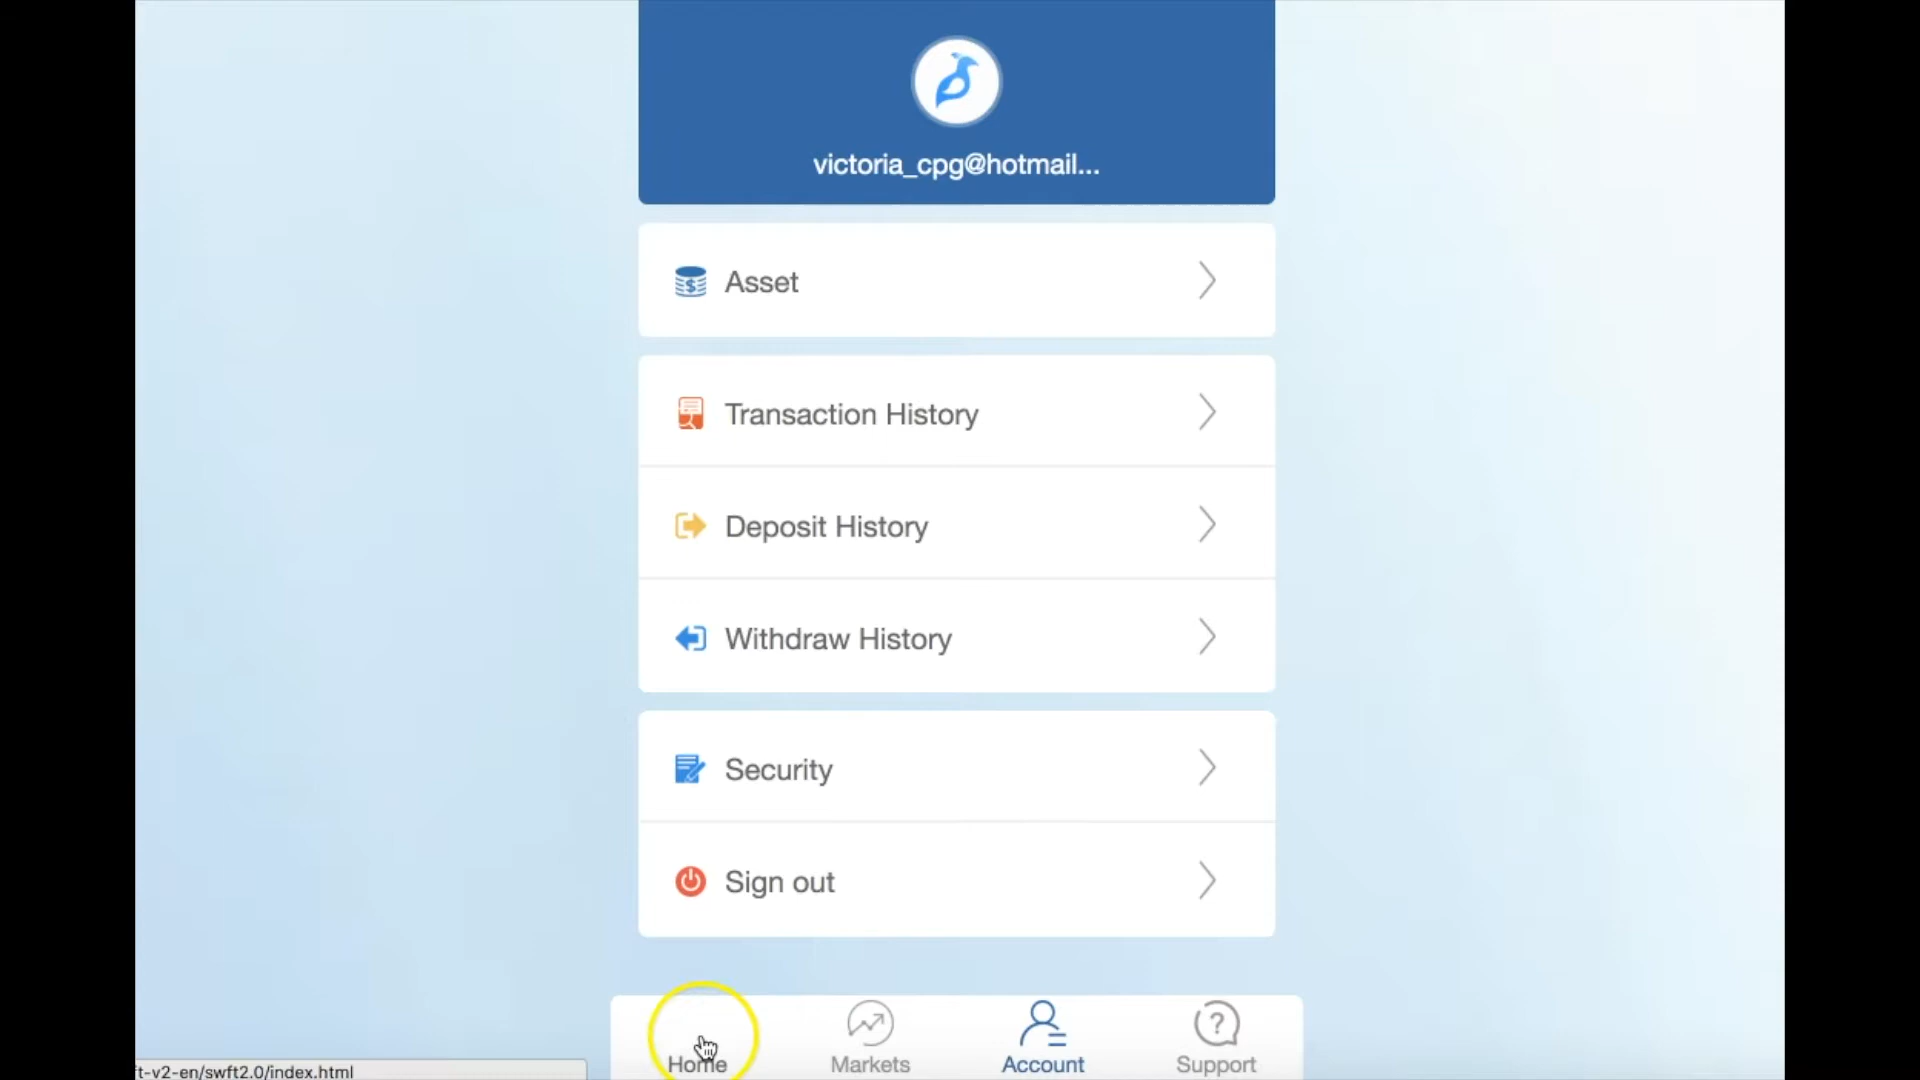 victoria_cpg@hotmail...
Asset
Transaction History
Deposit History
Withdraw History
Security
Sign out
Home
Markets
Account
Support
t-v2-en/swft2.0/index.html